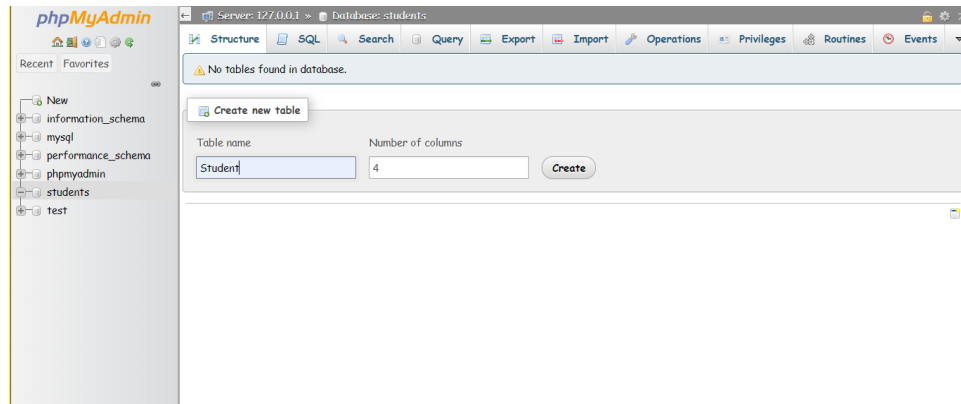 phpMyAdmin
Recent Favorites
New
information_schema
mysql
performance_schema
phpmyadmin
students
test
Server: 127.0.0.1 » Database: students
Structure SQL Search Query Export Import Operations Privileges Routines Events
No tables found in database.
Create new table
Table name Number of columns
Student 4 Create